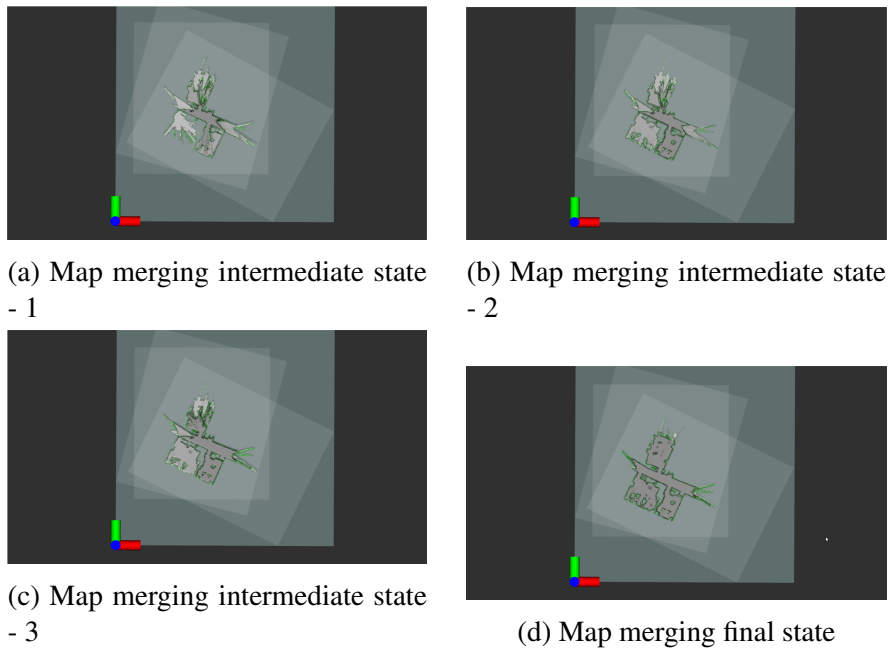 (a) Map merging intermediate state
- 1
(b) Map merging intermediate state
- 2
(c) Map merging intermediate state
- 3
(d) Map merging final state